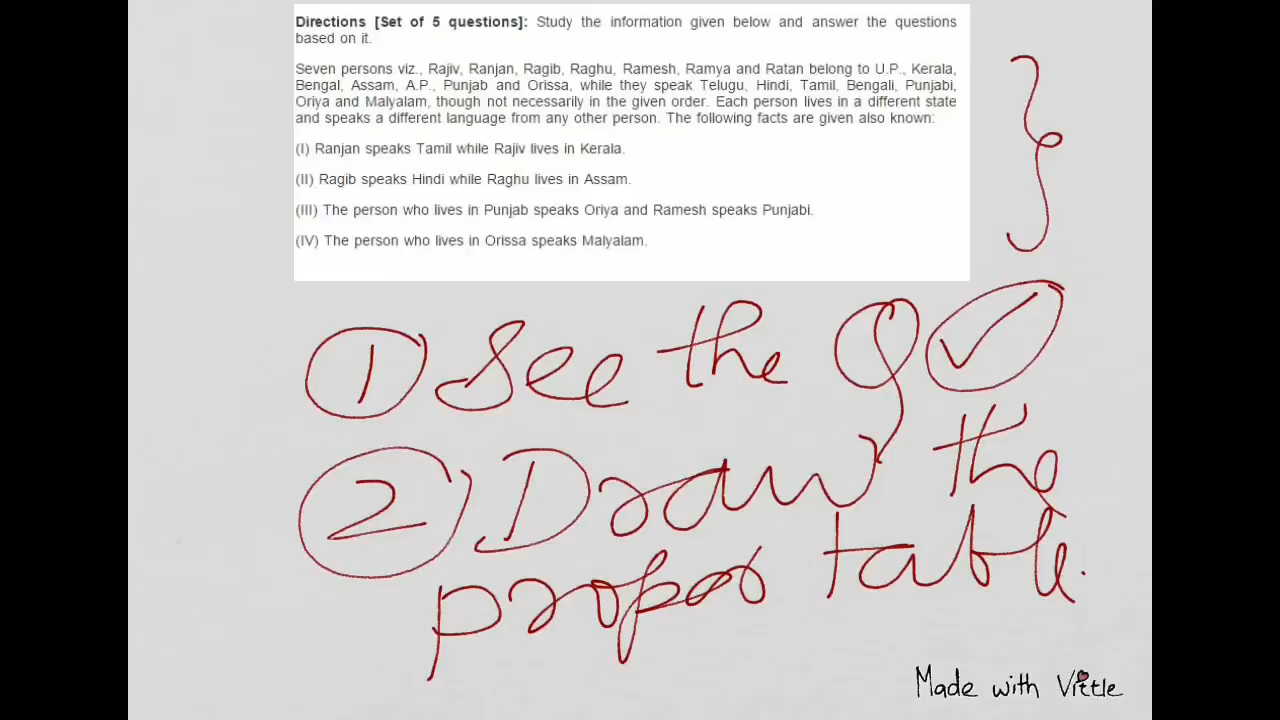 Directions [Set of 5 questions]: Study the information given below and answer the questions
based on it.
Seven persons viz., Rajiv, Ranjan, Ragib, Raghu, Ramesh, Ramya and Ratan belong to U.P., Kerala,
Bengal, Assam, A.P., Punjab and Orissa, while they speak Telugu, Hindi, Tamil, Bengali, Punjabi,
Oriya and Malyalam, though not necessarily in the given order. Each person lives in a different state
and speaks a different language from any other person. The following facts are given also known:
(I) Ranjan speaks Tamil while Rajiv lives in Kerala.
(II) Ragib speaks Hindi while Raghu lives in Assam.
(III) The person who lives in Punjab speaks Oriya and Ramesh speaks Punjabi.
(IV) The person who lives in Orissa speaks Malyalam.
1 See the Q ✓
2 Draw the
proper table.
Made with Vittle